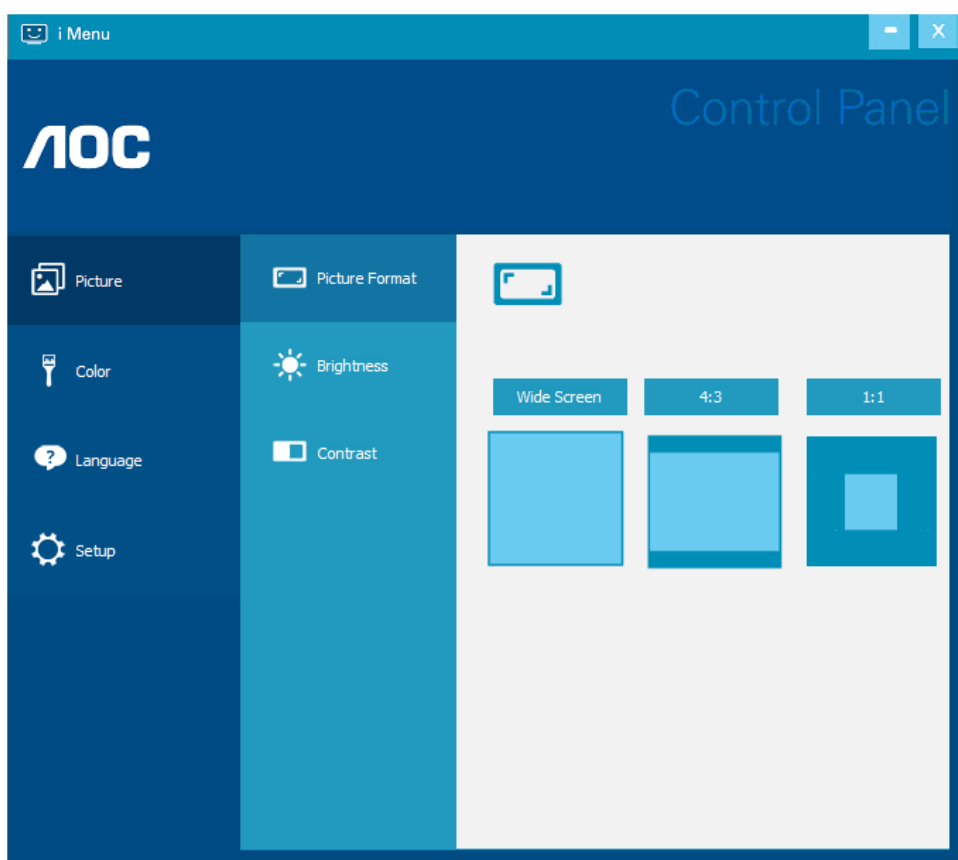 i Menu
Control Panel
AOC
Picture
Color
Language
Setup
Picture Format
Brightness
Contrast
Wide Screen
4:3
1:1